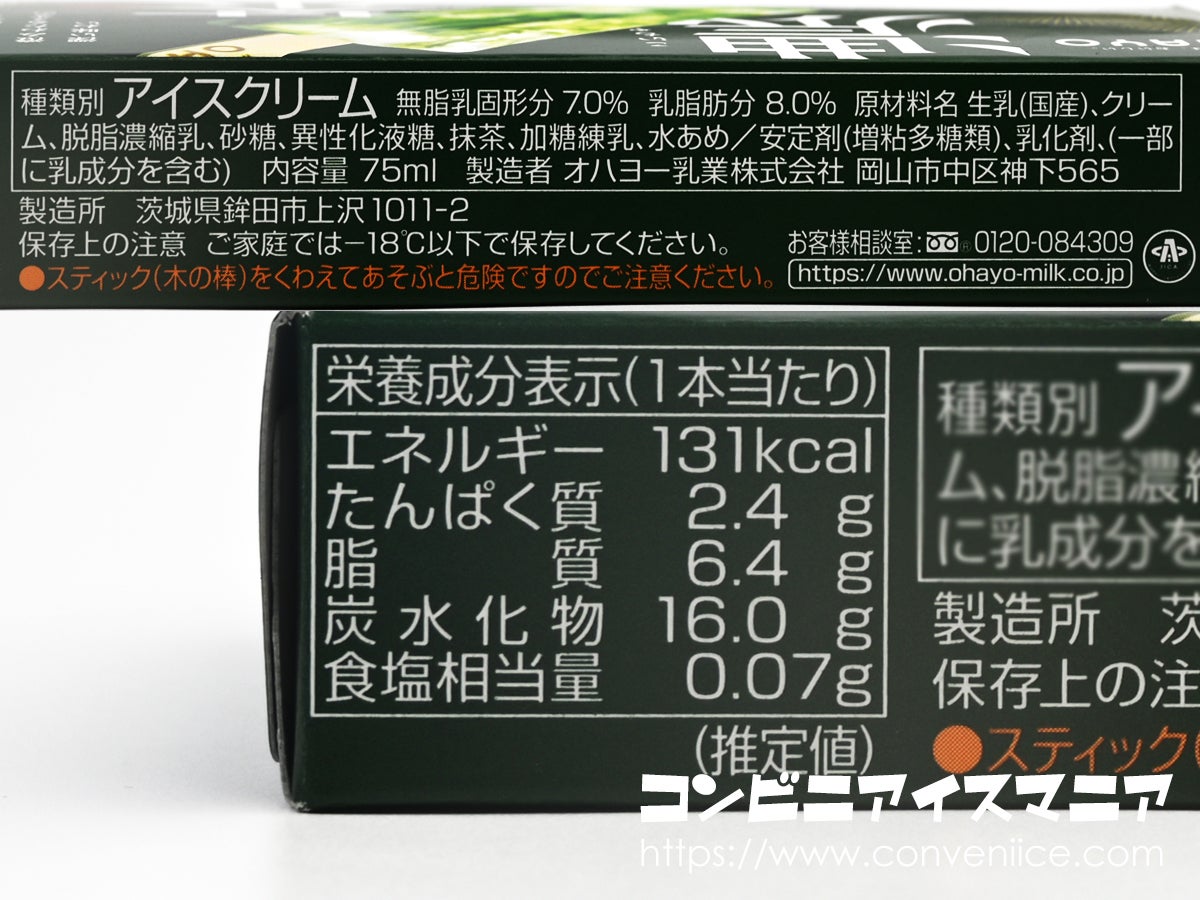 種類別 アイスクリーム 無脂乳固形分 7.0% 乳脂肪分 8.0% 原材料名 生乳(国産)、クリー
ム、脱脂濃縮乳、砂糖、異性化液糖、抹茶、加糖練乳、水あめ/安定剤(増粘多糖類)、乳化剤、(一部
に乳成分を含む) 内容量 75ml 製造者 オハヨー乳業株式会社 岡山市中区神下565
製造所 茨城県鉾田市上沢1011-2
保存上の注意 ご家庭では−18℃以下で保存してください。
●スティック(木の棒)をくわえてあそぶと危険ですのでご注意ください。
お客様相談室: 0120-084309
https://www.ohayo-milk.co.jp
栄養成分表示(1本当たり)
エネルギー 131kcal
たんぱく質 2.4 g
脂質 6.4 g
炭水化物 16.0 g
食塩相当量 0.07g
(推定値)
種類別 ア
ム、脱脂濃縮
に乳成分を
製造所 茨
保存上の注
●スティック(
コンビニアイスマニア
https://www.conveniice.com